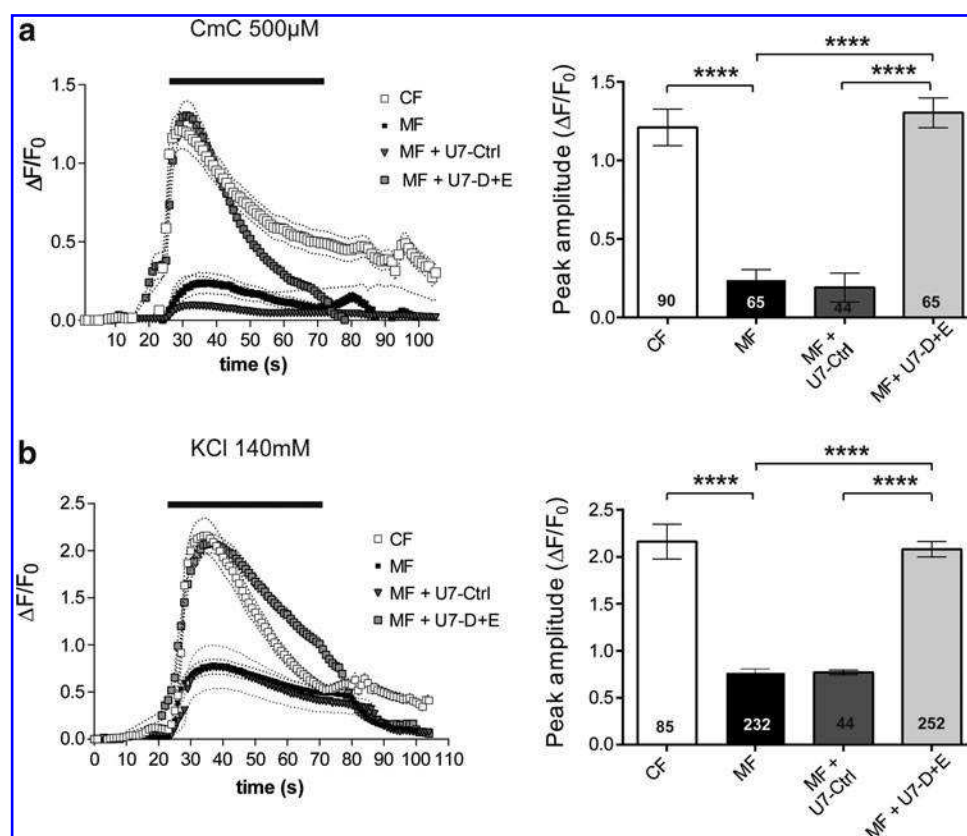 a
CmC 500µM
ΔF/F0
1.5
1.0
0.5
0.0
10 20 30 40 50 60 70 80 90 100
time (s)
CF
MF
MF + U7-Ctrl
MF + U7-D+E
Peak amplitude (ΔF/F0)
1.5
1.0
0.5
0.0
****
**** ****
90 65 44 65
CF
MF
MF +
U7-Ctrl
MF+ U7-D+E
b
KCl 140mM
ΔF/F0
2.5
2.0
1.5
1.0
0.5
0.0
0 10 20 30 40 50 60 70 80 90 100 110
time (s)
CF
MF
MF + U7-Ctrl
MF + U7-D+E
Peak amplitude (ΔF/F0)
2.5
2.0
1.5
1.0
0.5
0.0
****
**** ****
85 232 44 252
CF
MF
MF +
U7-Ctrl
MF + U7-D+E